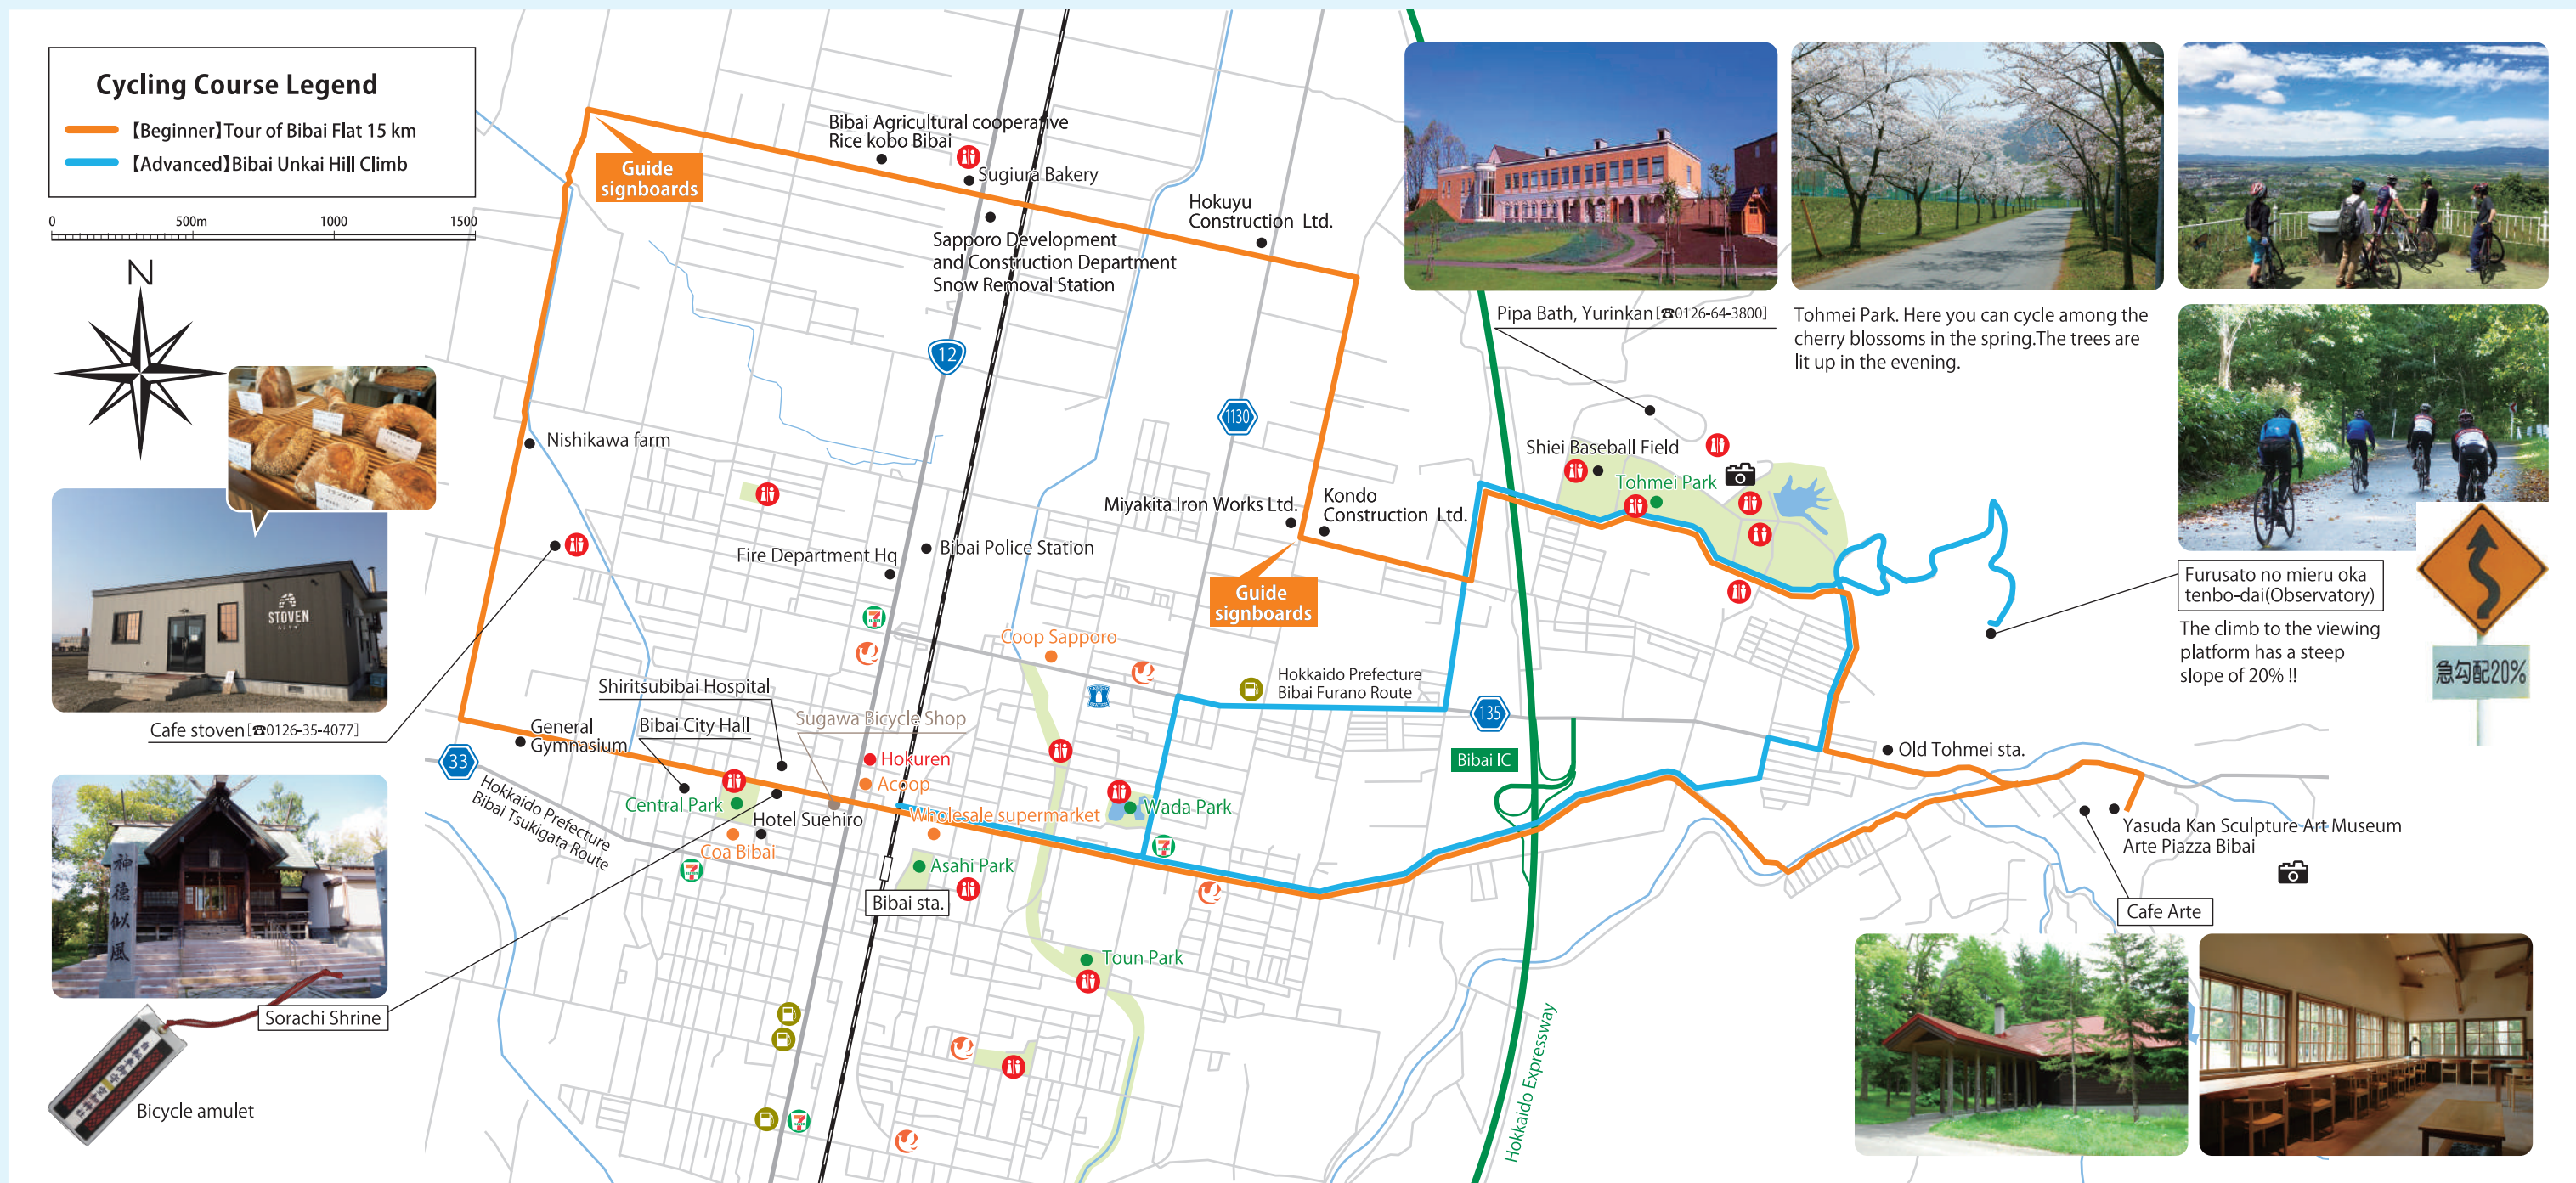 Cycling Course Legend
【Beginner】Tour of Bibai Flat 15 km
【Advanced】Bibai Unkai Hill Climb
0 500m 1000 1500
N
Guide
signboards
Bibai Agricultural cooperative
Rice kobo Bibai
Sugiura Bakery
Sapporo Development
and Construction Department
Snow Removal Station
Hokuyu
Construction Ltd.
12
1130
Nishikawa farm
Miyakita Iron Works Ltd.
Kondo
Construction Ltd.
Fire Department Hq
Bibai Police Station
Guide
signboards
Pipa Bath, Yurinkan[☎0126-64-3800]
Tohmei Park. Here you can cycle among the
cherry blossoms in the spring.The trees are
lit up in the evening.
Shiei Baseball Field
Tohmei Park
Furusato no mieru oka
tenbo-dai(Observatory)
The climb to the viewing
platform has a steep
slope of 20% !!
急勾配20%
STOVEN
Cafe stoven[☎0126-35-4077]
Coop Sapporo
Hokkaido Prefecture
Bibai Furano Route
135
Bibai IC
Shiritsubibai Hospital
Bibai City Hall
Sugawa Bicycle Shop
General
Gymnasium
33
Hokkaido Prefecture
Bibai Tsukigata Route
Hokuren
Acoop
Central Park
Hotel Suehiro
Coa Bibai
Wholesale supermarket
Wada Park
Asahi Park
Bibai sta.
Toun Park
7
7
7
7
Old Tohmei sta.
Yasuda Kan Sculpture Art Museum
Arte Piazza Bibai
Cafe Arte
Hokkaido Expressway
神徳似風
Sorachi Shrine
Bicycle amulet